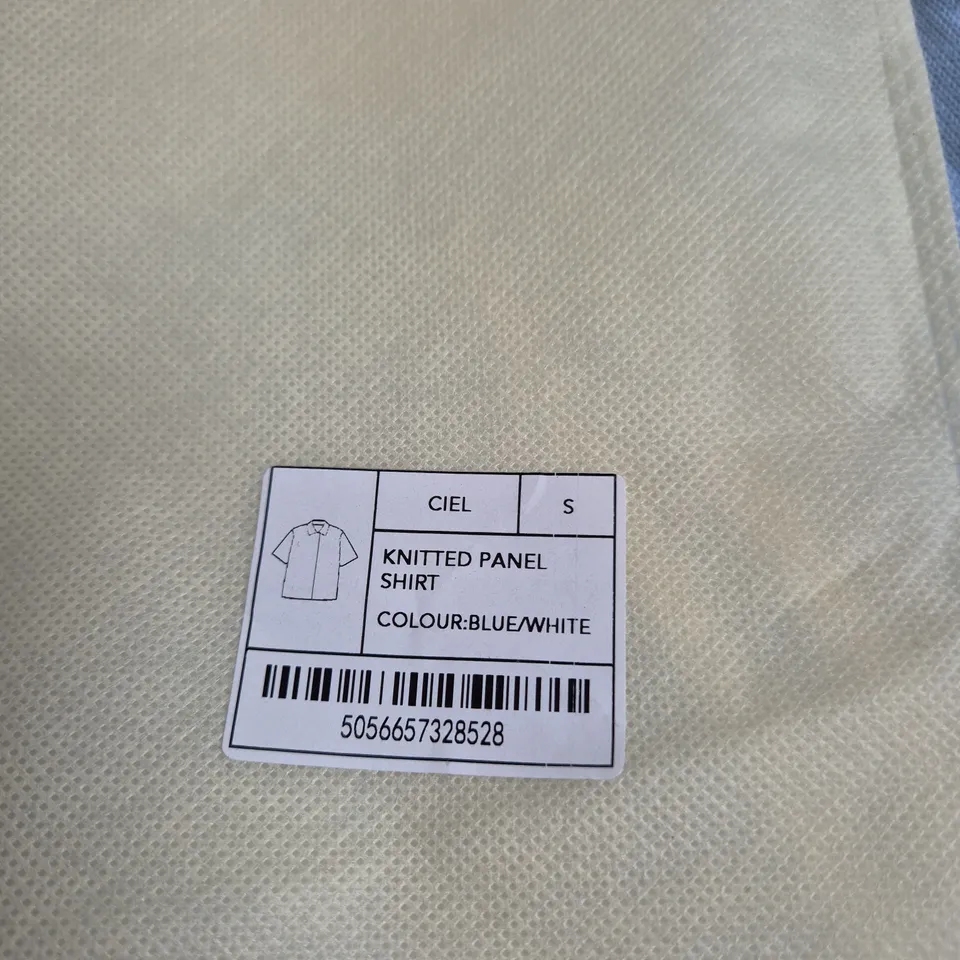 CIEL
S
KNITTED PANEL
SHIRT
COLOUR:BLUE/WHITE
5056657328528